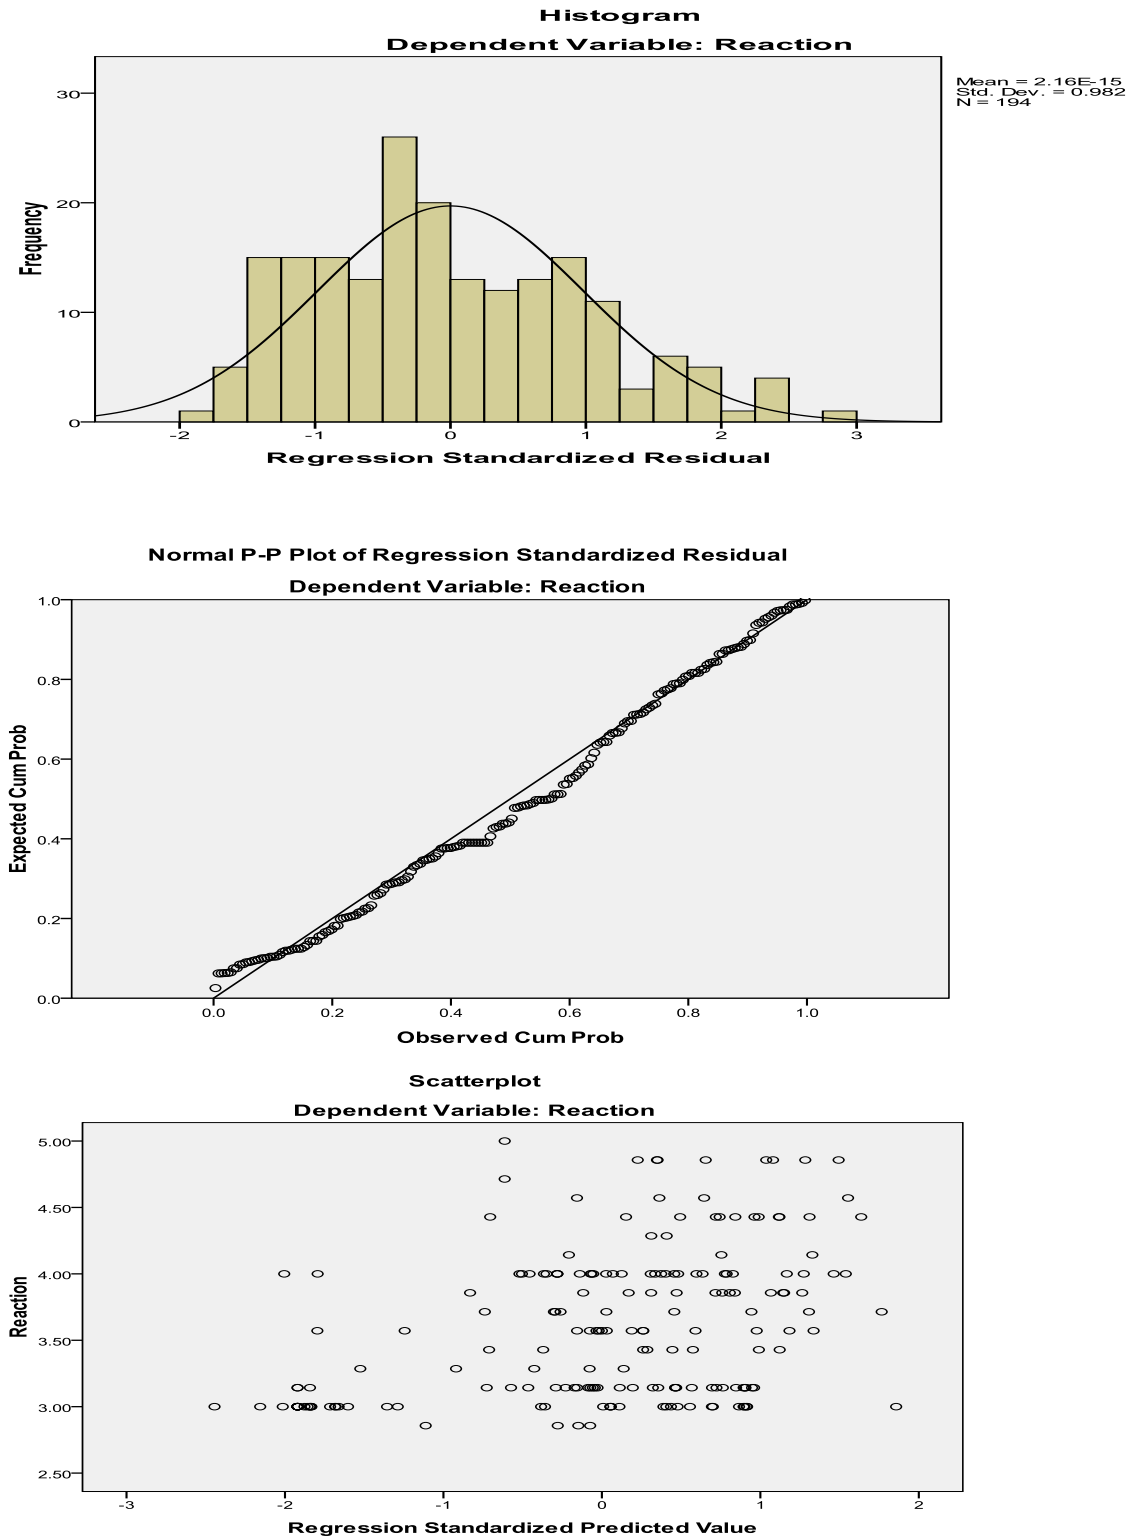 Histogram
Dependent Variable: Reaction
Mean = 2.16E-15
Std. Dev. = 0.982
N = 194
30
20
10
0
Frequency
-2 -1 0 1 2 3
Regression Standardized Residual
Normal P-P Plot of Regression Standardized Residual
Dependent Variable: Reaction
1.0
0.8
0.6
0.4
0.2
0.0
Expected Cum Prob
0.0 0.2 0.4 0.6 0.8 1.0
Observed Cum Prob
Scatterplot
Dependent Variable: Reaction
5.00
4.50
4.00
3.50
3.00
2.50
Reaction
-3 -2 -1 0 1 2
Regression Standardized Predicted Value